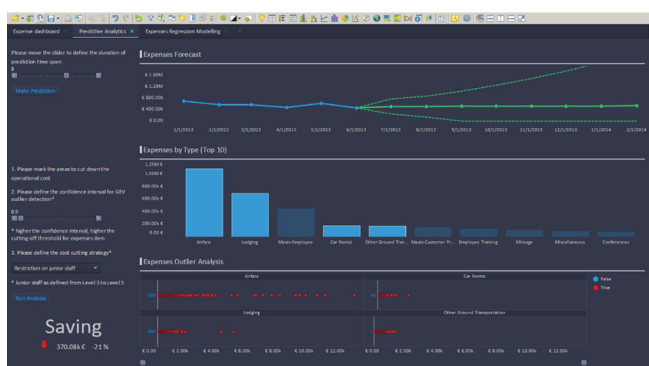 Expense dashboard
Predictive Analytics ×
Expenses Regression Modelling
Please move the slider to define the duration of
prediction time span:
8
Make Prediction
Expenses Forecast
€ 1.60M
€ 1.20M
€ 800.00k
€ 400.00k
€ 0.00
1/1/2013 2/1/2013 3/1/2013 4/1/2013 5/1/2013 6/1/2013 7/1/2013 8/1/2013 9/1/2013 10/1/2013 11/1/2013 12/1/2013 1/1/2014 2/1/2014
1. Please mark the areas to cut down the
operational cost
2. Please define the confidence interval for GEV
outlier detection*
0.9
* higher the confidence interval, higher the
cutting-off threshold for expenses item
3. Please define the cost cutting strategy*
Restriction on junior staff
* Junior staff as defined from Level 3 to Level 5
Run Analysis
Saving
370.08k € -21 %
Expenses by Type (Top 10)
1.20M €
1.00M €
800.00k €
600.00k €
400.00k €
200.00k €
0.00 €
Airfare Lodging Meals-Employee Car Rental Other Ground Tran... Meals-Customer Pr... Employee Training Mileage Miscellaneous Conferences
Expenses Outlier Analysis
Airfare Car Rental
Lodging Other Ground Transportation
False
True
€ 0.00 € 2.00k € 4.00k € 6.00k € 8.00k € 10.00k € 12.00k € 0.00 € 2.00k € 4.00k € 6.00k € 8.00k € 10.00k € 12.00k